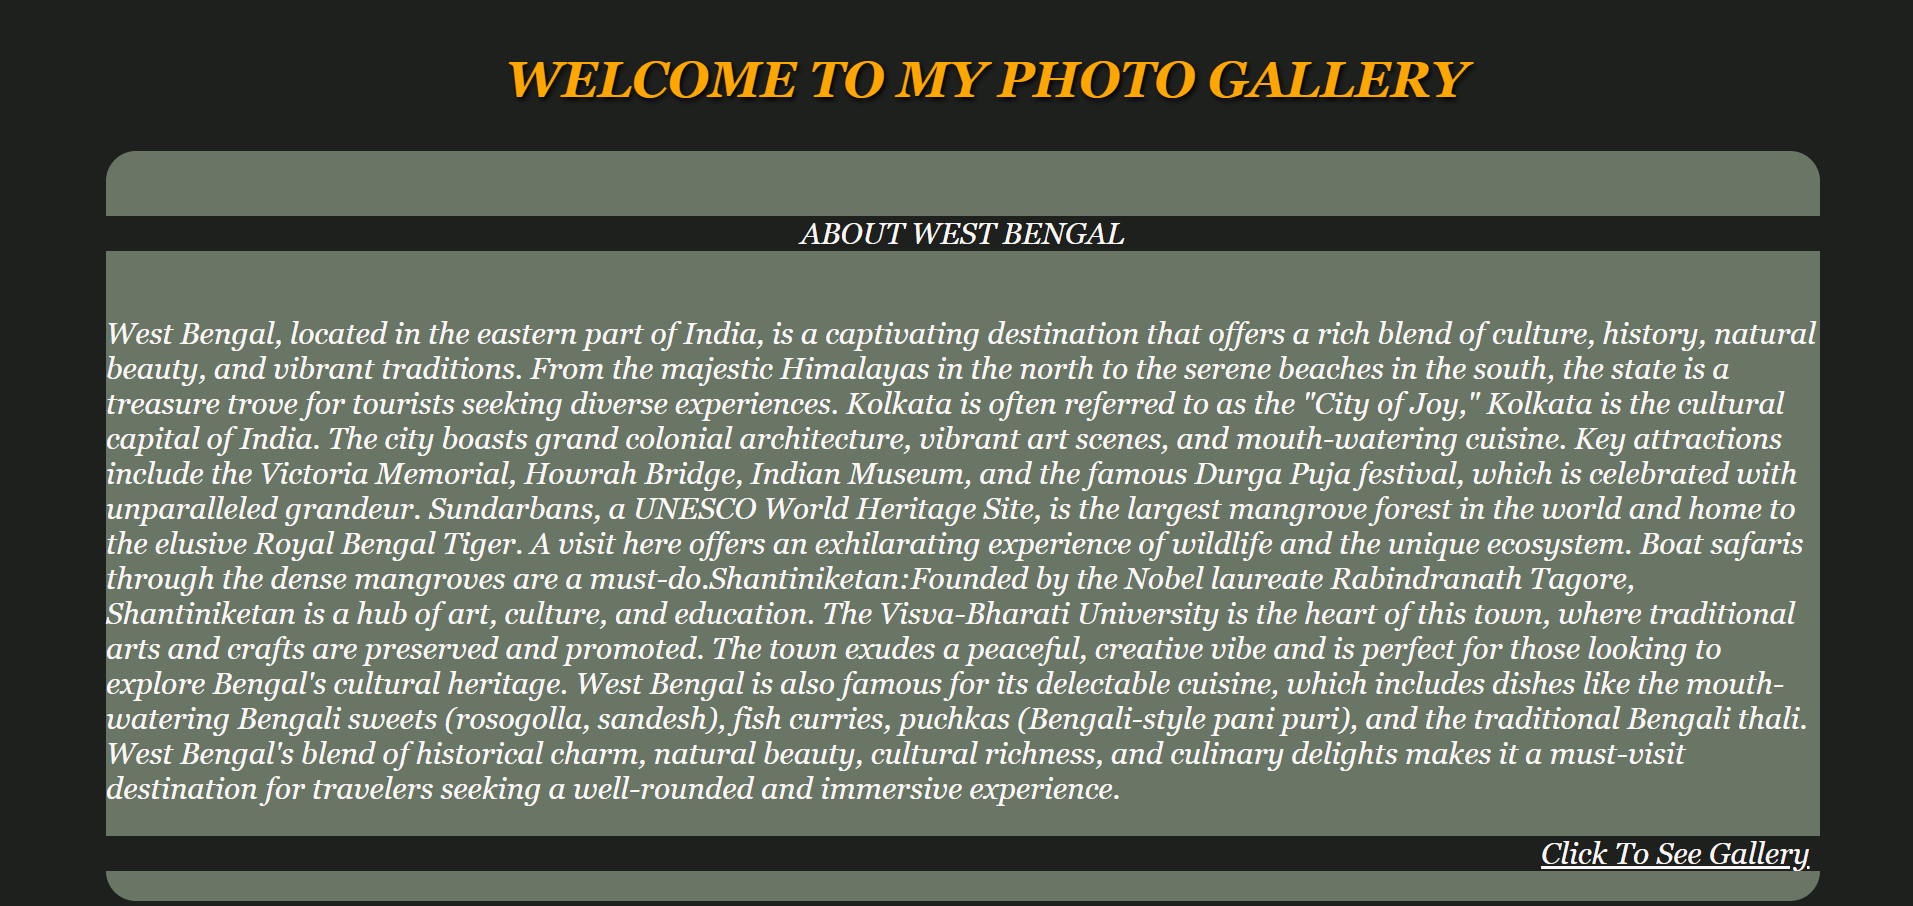 WELCOME TO MY PHOTO GALLERY
ABOUT WEST BENGAL
West Bengal, located in the eastern part of India, is a captivating destination that offers a rich blend of culture, history, natural
beauty, and vibrant traditions. From the majestic Himalayas in the north to the serene beaches in the south, the state is a
treasure trove for tourists seeking diverse experiences. Kolkata is often referred to as the "City of Joy," Kolkata is the cultural
capital of India. The city boasts grand colonial architecture, vibrant art scenes, and mouth-watering cuisine. Key attractions
include the Victoria Memorial, Howrah Bridge, Indian Museum, and the famous Durga Puja festival, which is celebrated with
unparalleled grandeur. Sundarbans, a UNESCO World Heritage Site, is the largest mangrove forest in the world and home to
the elusive Royal Bengal Tiger. A visit here offers an exhilarating experience of wildlife and the unique ecosystem. Boat safaris
through the dense mangroves are a must-do.Shantiniketan:Founded by the Nobel laureate Rabindranath Tagore,
Shantiniketan is a hub of art, culture, and education. The Visva-Bharati University is the heart of this town, where traditional
arts and crafts are preserved and promoted. The town exudes a peaceful, creative vibe and is perfect for those looking to
explore Bengal's cultural heritage. West Bengal is also famous for its delectable cuisine, which includes dishes like the mouth-
watering Bengali sweets (rosogolla, sandesh), fish curries, puchkas (Bengali-style pani puri), and the traditional Bengali thali.
West Bengal's blend of historical charm, natural beauty, cultural richness, and culinary delights makes it a must-visit
destination for travelers seeking a well-rounded and immersive experience.
Click To See Gallery